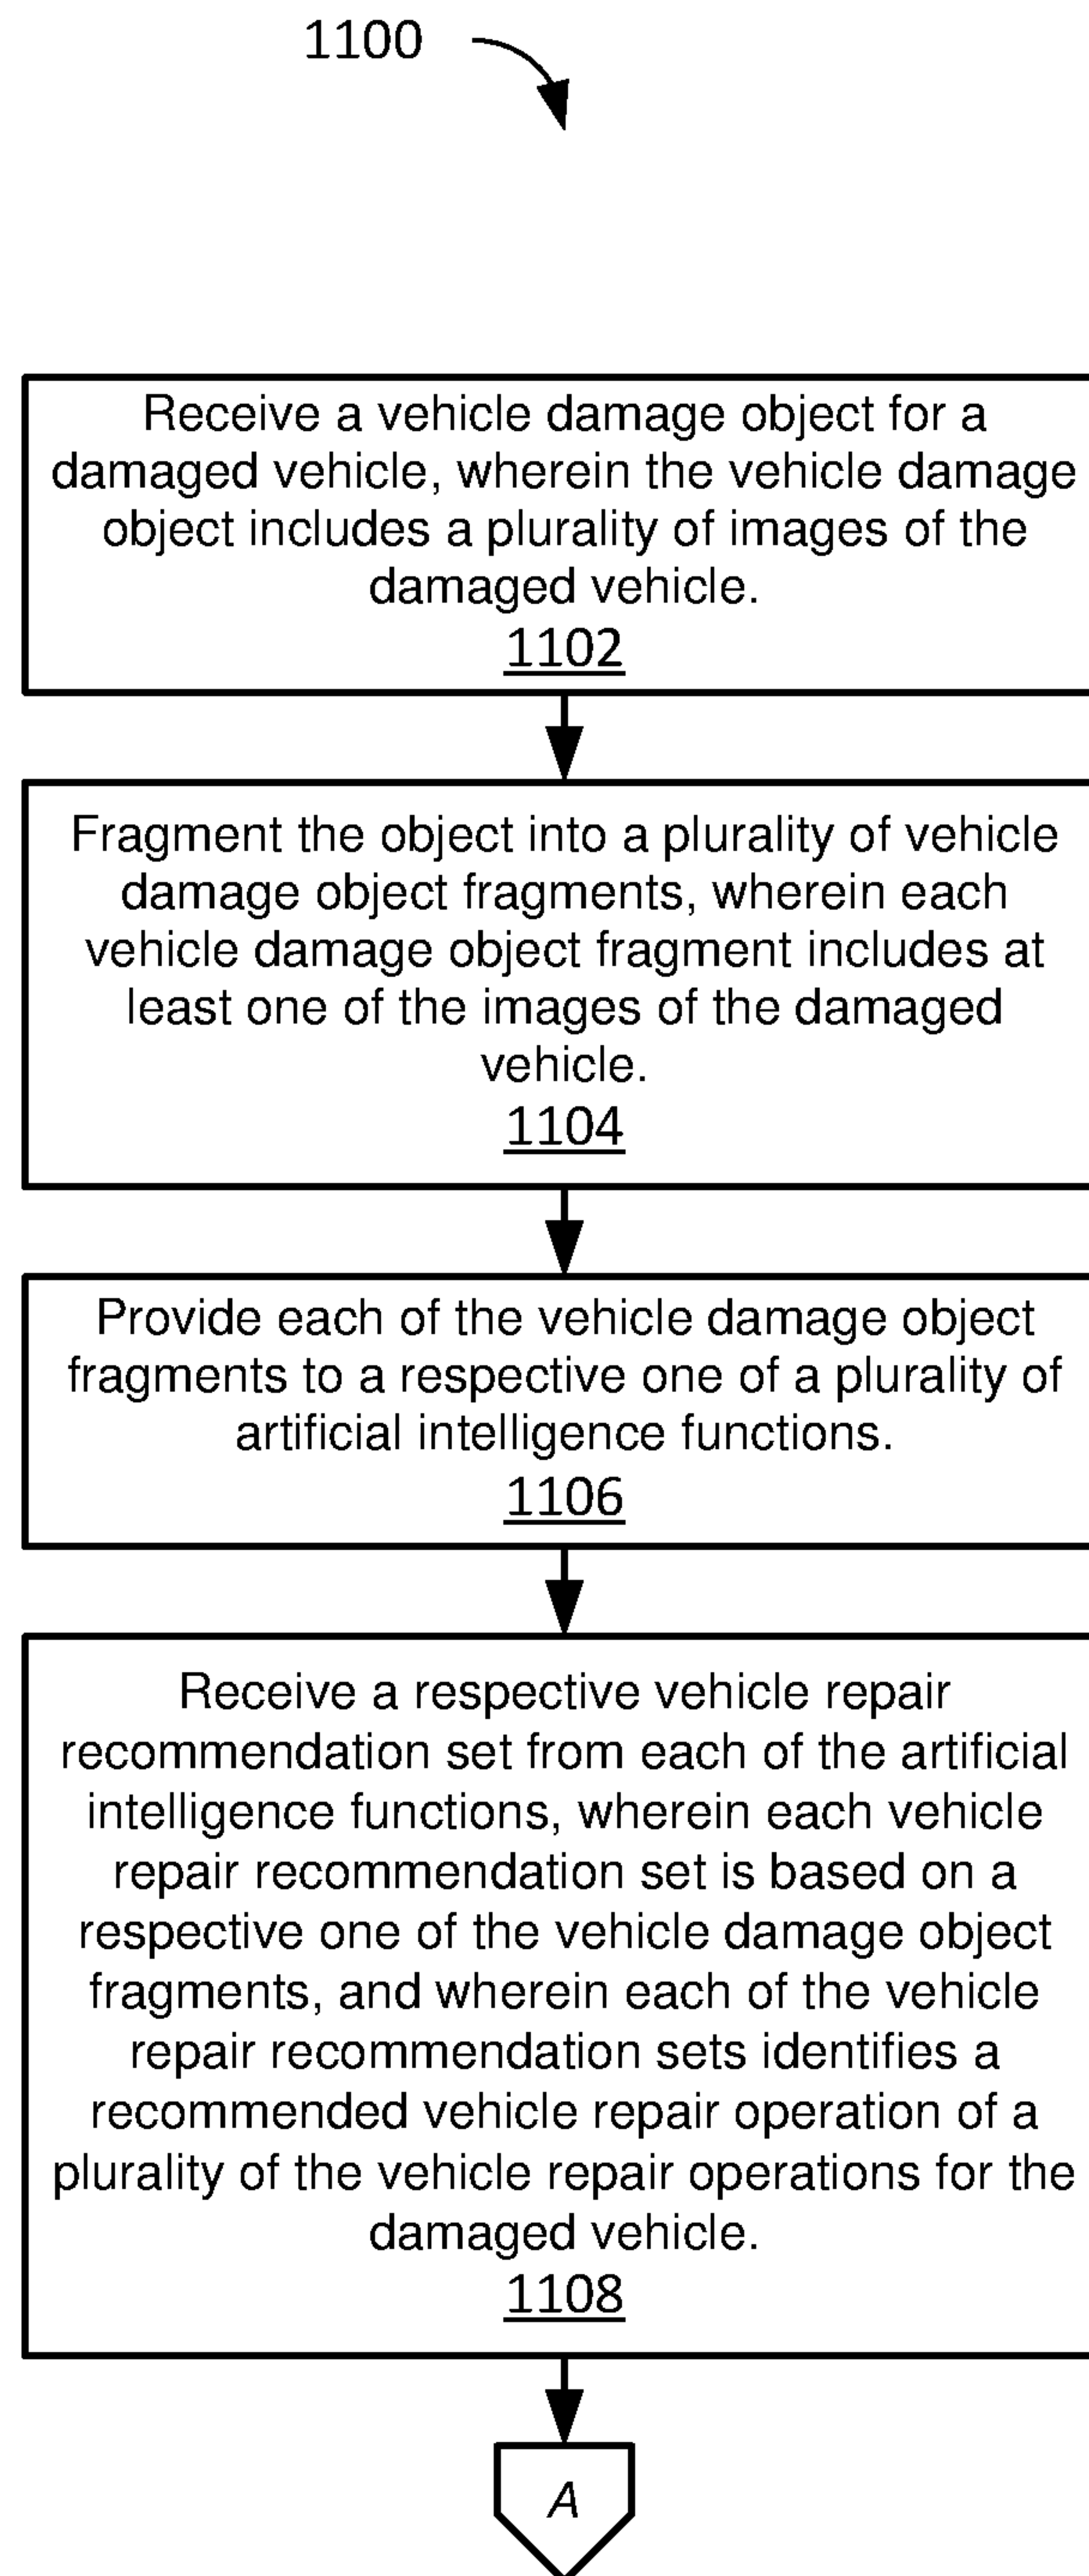 1100
Receive a vehicle damage object for a
damaged vehicle, wherein the vehicle damage
object includes a plurality of images of the
damaged vehicle.
1102
Fragment the object into a plurality of vehicle
damage object fragments, wherein each
vehicle damage object fragment includes at
least one of the images of the damaged
vehicle.
1104
Provide each of the vehicle damage object
fragments to a respective one of a plurality of
artificial intelligence functions.
1106
Receive a respective vehicle repair
recommendation set from each of the artificial
intelligence functions, wherein each vehicle
repair recommendation set is based on a
respective one of the vehicle damage object
fragments, and wherein each of the vehicle
repair recommendation sets identifies a
recommended vehicle repair operation of a
plurality of the vehicle repair operations for the
damaged vehicle.
1108
A